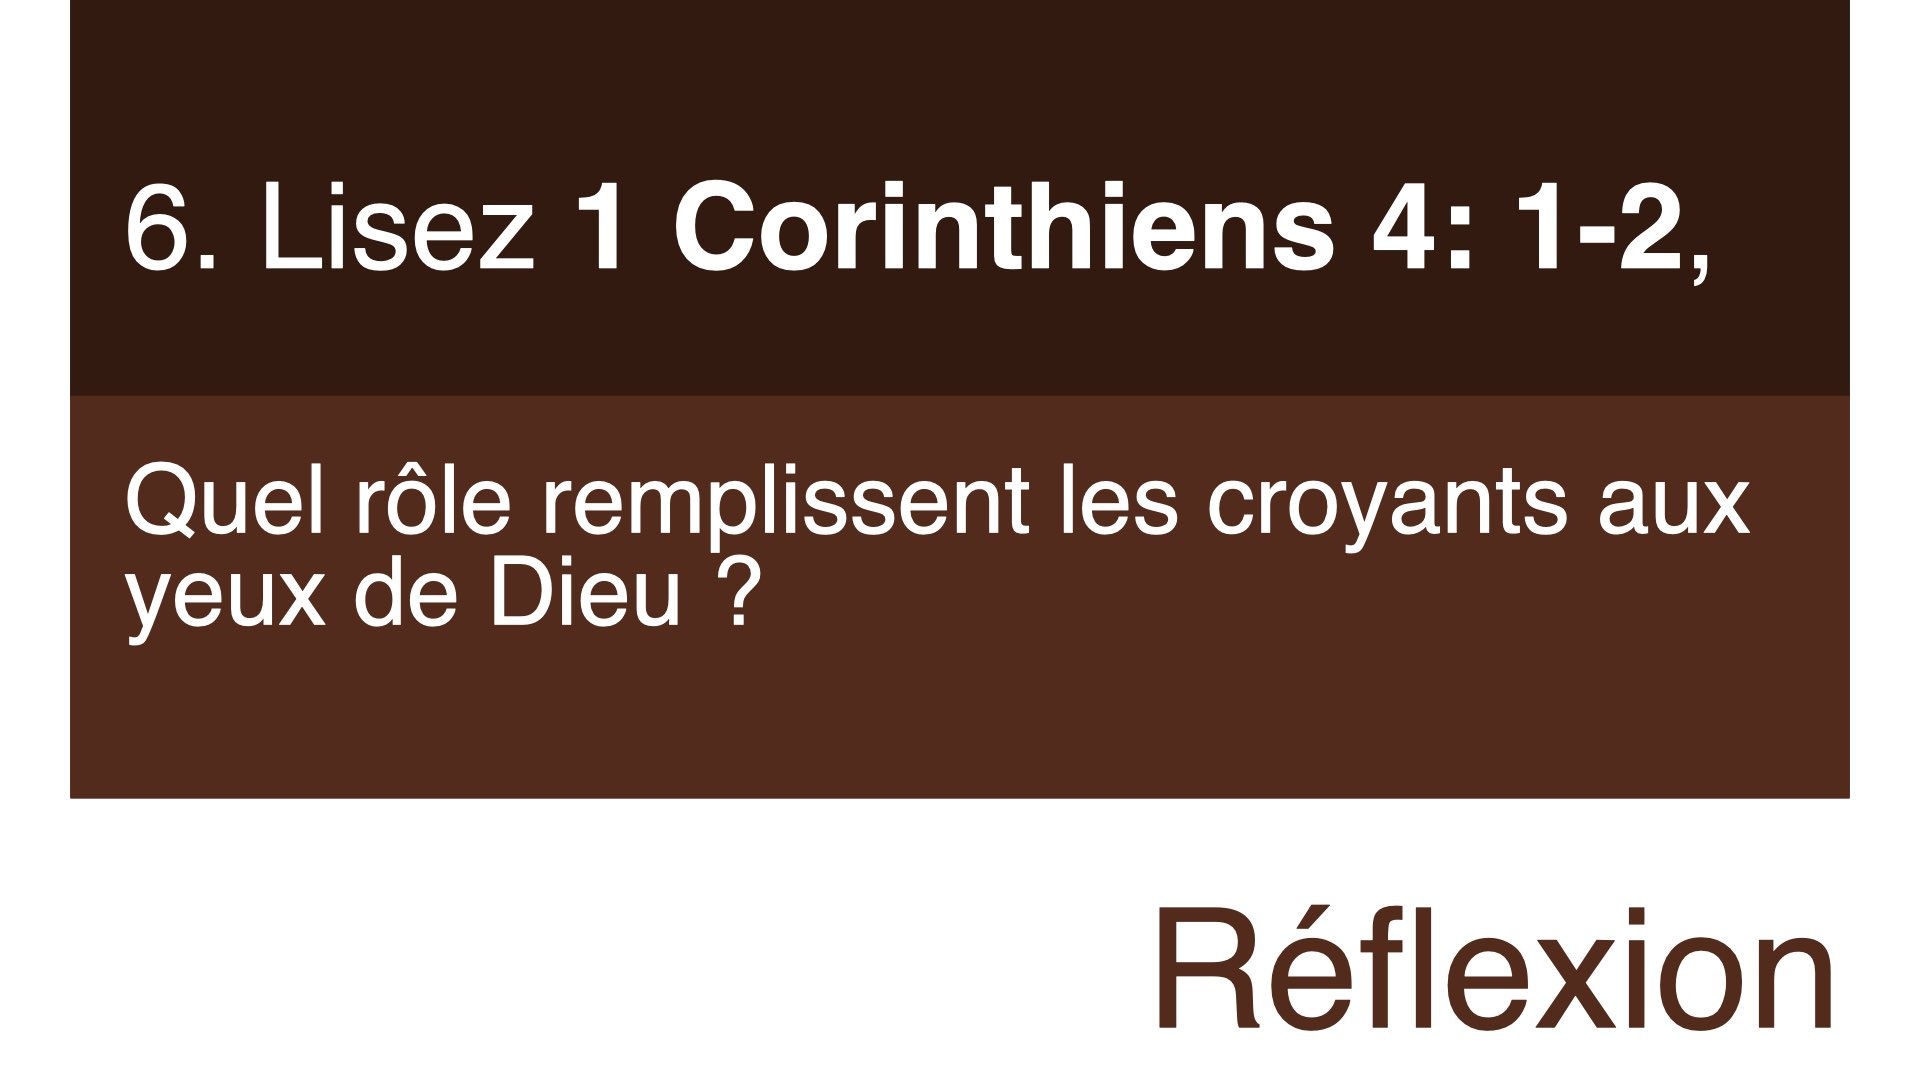 6. Lisez 1 Corinthiens 4: 1-2,
Quel rôle remplissent les croyants aux
yeux de Dieu ?
Réflexion